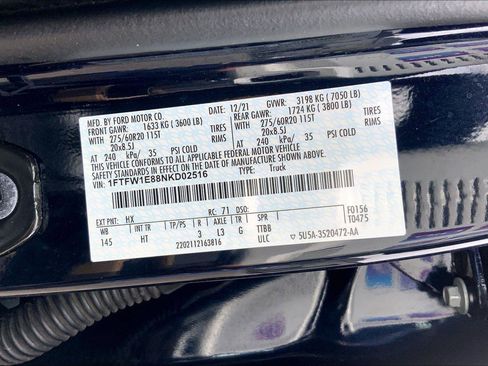 MFD. BY FORD MOTOR CO. 12/21 GVWR: 3198 KG ( 7050 LB)
FRONT GAWR: 1633 KG ( 3600 LB) REAR GAWR: 1724 KG ( 3800 LB)
WITH TIRES WITH TIRES
275/60R20 115T RIMS 275/60R20 115T RIMS
20x8.5J 20x8.5J
AT 240 kPa/ 35 PSI COLD AT 240 kPa/ 35 PSI COLD
THIS VEHICLE CONFORMS TO ALL APPLICABLE FEDERAL MOTOR VEHICLE
SAFETY STANDARDS IN EFFECT ON THE DATE OF MANUFACTURE SHOWN ABOVE.
VIN: 1FTFW1E88NKD02516 TYPE: Truck
EXT PNT: HX RC: 71 DSO: F0156
WB INT TR TP/PS R AXLE TR SPR T0475
145 HT 3 L3 G TTBB
2202112163816 ULC ▽ 5U5A-3520472-AA